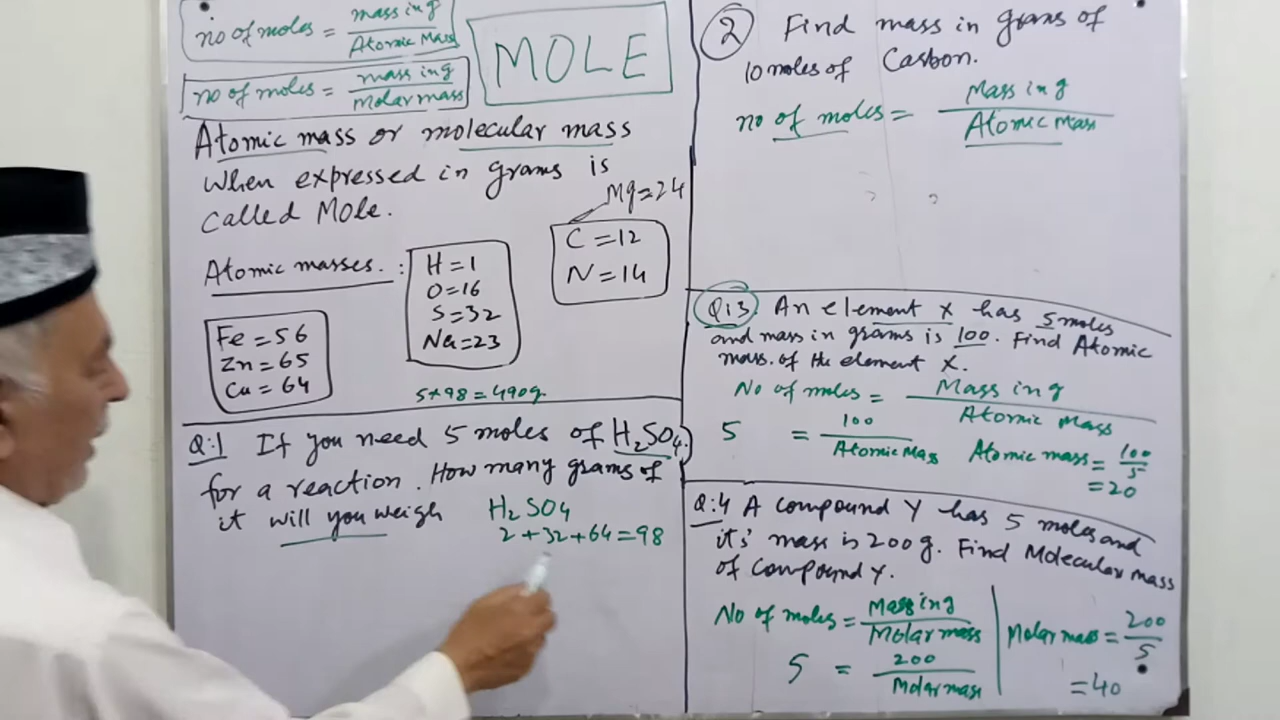 no of moles = mass in g / Atomic Mass
no of moles = mass in g / Molar mass
MOLE
Atomic mass or molecular mass
when expressed in grams is
called Mole.
Mg=24
C =12
N =14
Atomic masses. :
H =1
O=16
S=32
Na=23
Fe = 56
Zn = 65
Cu = 64
5×98 = 490g.
Q:1 If you need 5 moles of H₂SO₄.
for a reaction. How many grams of
it will you weigh
H₂SO₄
2 +32+64=98
2 Find mass in grams of
10 moles of Carbon.
no of moles = Mass in g / Atomic Mass
Q:3 An element X has 5 moles
and mass in grams is 100. Find Atomic
mass. of the element X.
No of moles = Mass in g / Atomic Mass
5 = 100 / Atomic Mass
Atomic mass = 100 / 5
= 20
Q:4 A compound Y has 5 moles and
its' mass is 200 g. Find Molecular mass
of compound Y.
No of moles = Mass in g / Molar mass
5 = 200 / Molar mass
Molar mass = 200 / 5
= 40